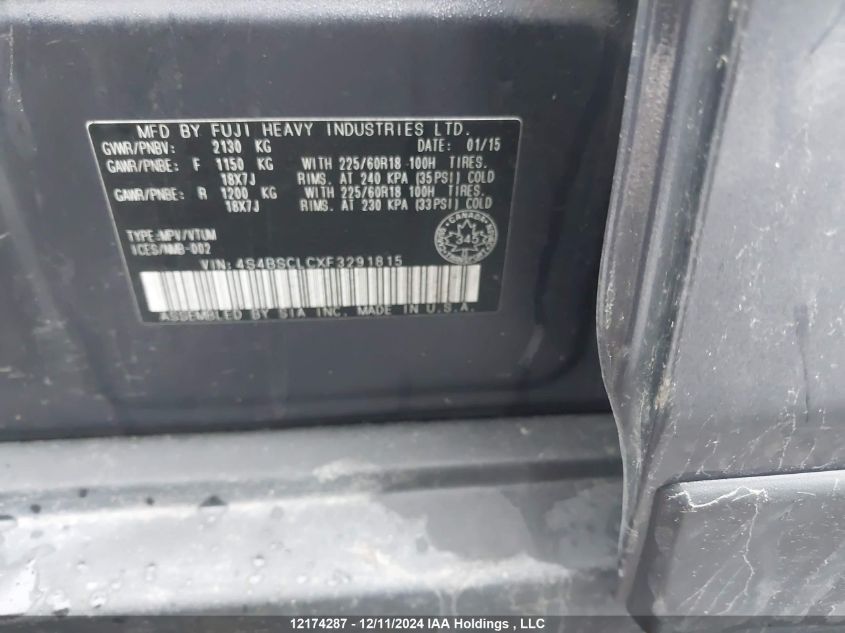 MFD BY FUJI HEAVY INDUSTRIES LTD.
GVWR/PNBV: 2130 KG DATE: 01/15
GAWR/PNBE: F 1150 KG WITH 225/60R18 100H TIRES.
18X7J RIMS. AT 240 KPA (35PSI) COLD
GAWR/PNBE: R 1200 KG WITH 225/60R18 100H TIRES.
18X7J RIMS. AT 230 KPA (33PSI) COLD
TYPE:MPV/VTUM
ICES/NMB-002
CANADA
345
VIN:4S4BSCLCXF3291815
ASSEMBLED BY SIA INC. MADE IN U.S.A.
12174287 - 12/11/2024 IAA Holdings , LLC